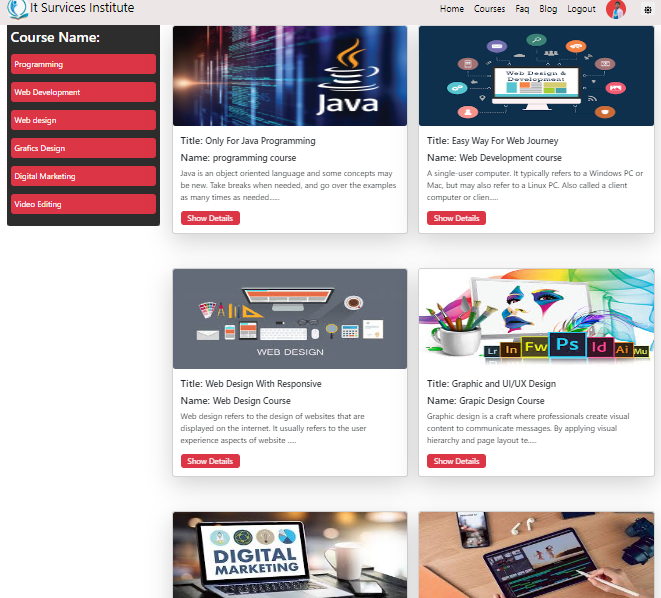 It Survices Institute
Home Courses Faq Blog Logout
Course Name:
Programming
Web Development
Web design
Grafics Design
Digital Marketing
Video Editing
Java
Title: Only For Java Programming
Name: programming course
Java is an object oriented language and some concepts may
be new. Take breaks when needed, and go over the examples
as many times as needed.....
Show Details
Web Design &
Development
Title: Easy Way For Web Journey
Name: Web Development course
A single-user computer. It typically refers to a Windows PC or
Mac, but may also refer to a Linux PC. Also called a client
computer or clien.....
Show Details
WEB DESIGN
Title: Web Design With Responsive
Name: Web Design Course
Web design refers to the design of websites that are
displayed on the internet. It usually refers to the user
experience aspects of website .....
Show Details
Lr In Fw Ps Id Ai Mu
Title: Graphic and UI/UX Design
Name: Grapic Design Course
Graphic design is a craft where professionals create visual
content to communicate messages. By applying visual
hierarchy and page layout te.....
Show Details
DIGITAL
MARKETING